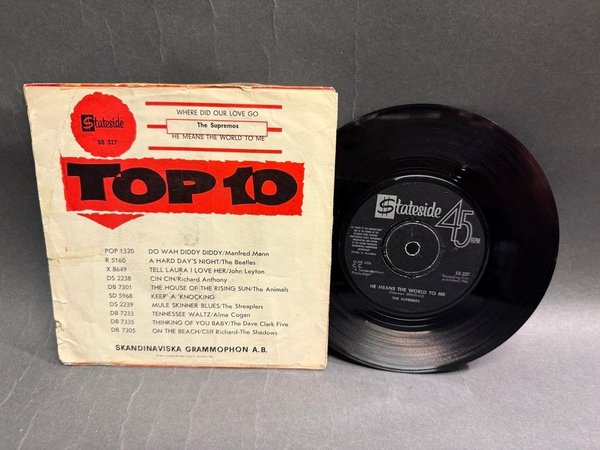 Stateside
SS 327
WHERE DID OUR LOVE GO
The Supremos
HE MEANS THE WORLD TO ME
TOP 10
POP 1320 DO WAH DIDDY DIDDY/Manfred Mann
R 5160 A HARD DAY'S NIGHT/The Beatles
X 8649 TELL LAURA I LOVE HER/John Leyton
DS 2238 CIN CIN/Richard Anthony
DB 7301 THE HOUSE OF THE RISING SUN/The Animals
SD 5968 KEEP' A 'KNOCKING
DS 2239 MULE SKINNER BLUES/The Streaplers
DB 7233 TENNESSEE WALTZ/Alma Cogan
DB 7335 THINKING OF YOU BABY/The Dave Clark Five
DB 7305 ON THE BEACH/Cliff Richard-The Shadows
SKANDINAVISKA GRAMMOPHON A.B.
Stateside 45 RPM
Made in Sweden
SS 327
HE MEANS THE WORLD TO ME
THE SUPREMES